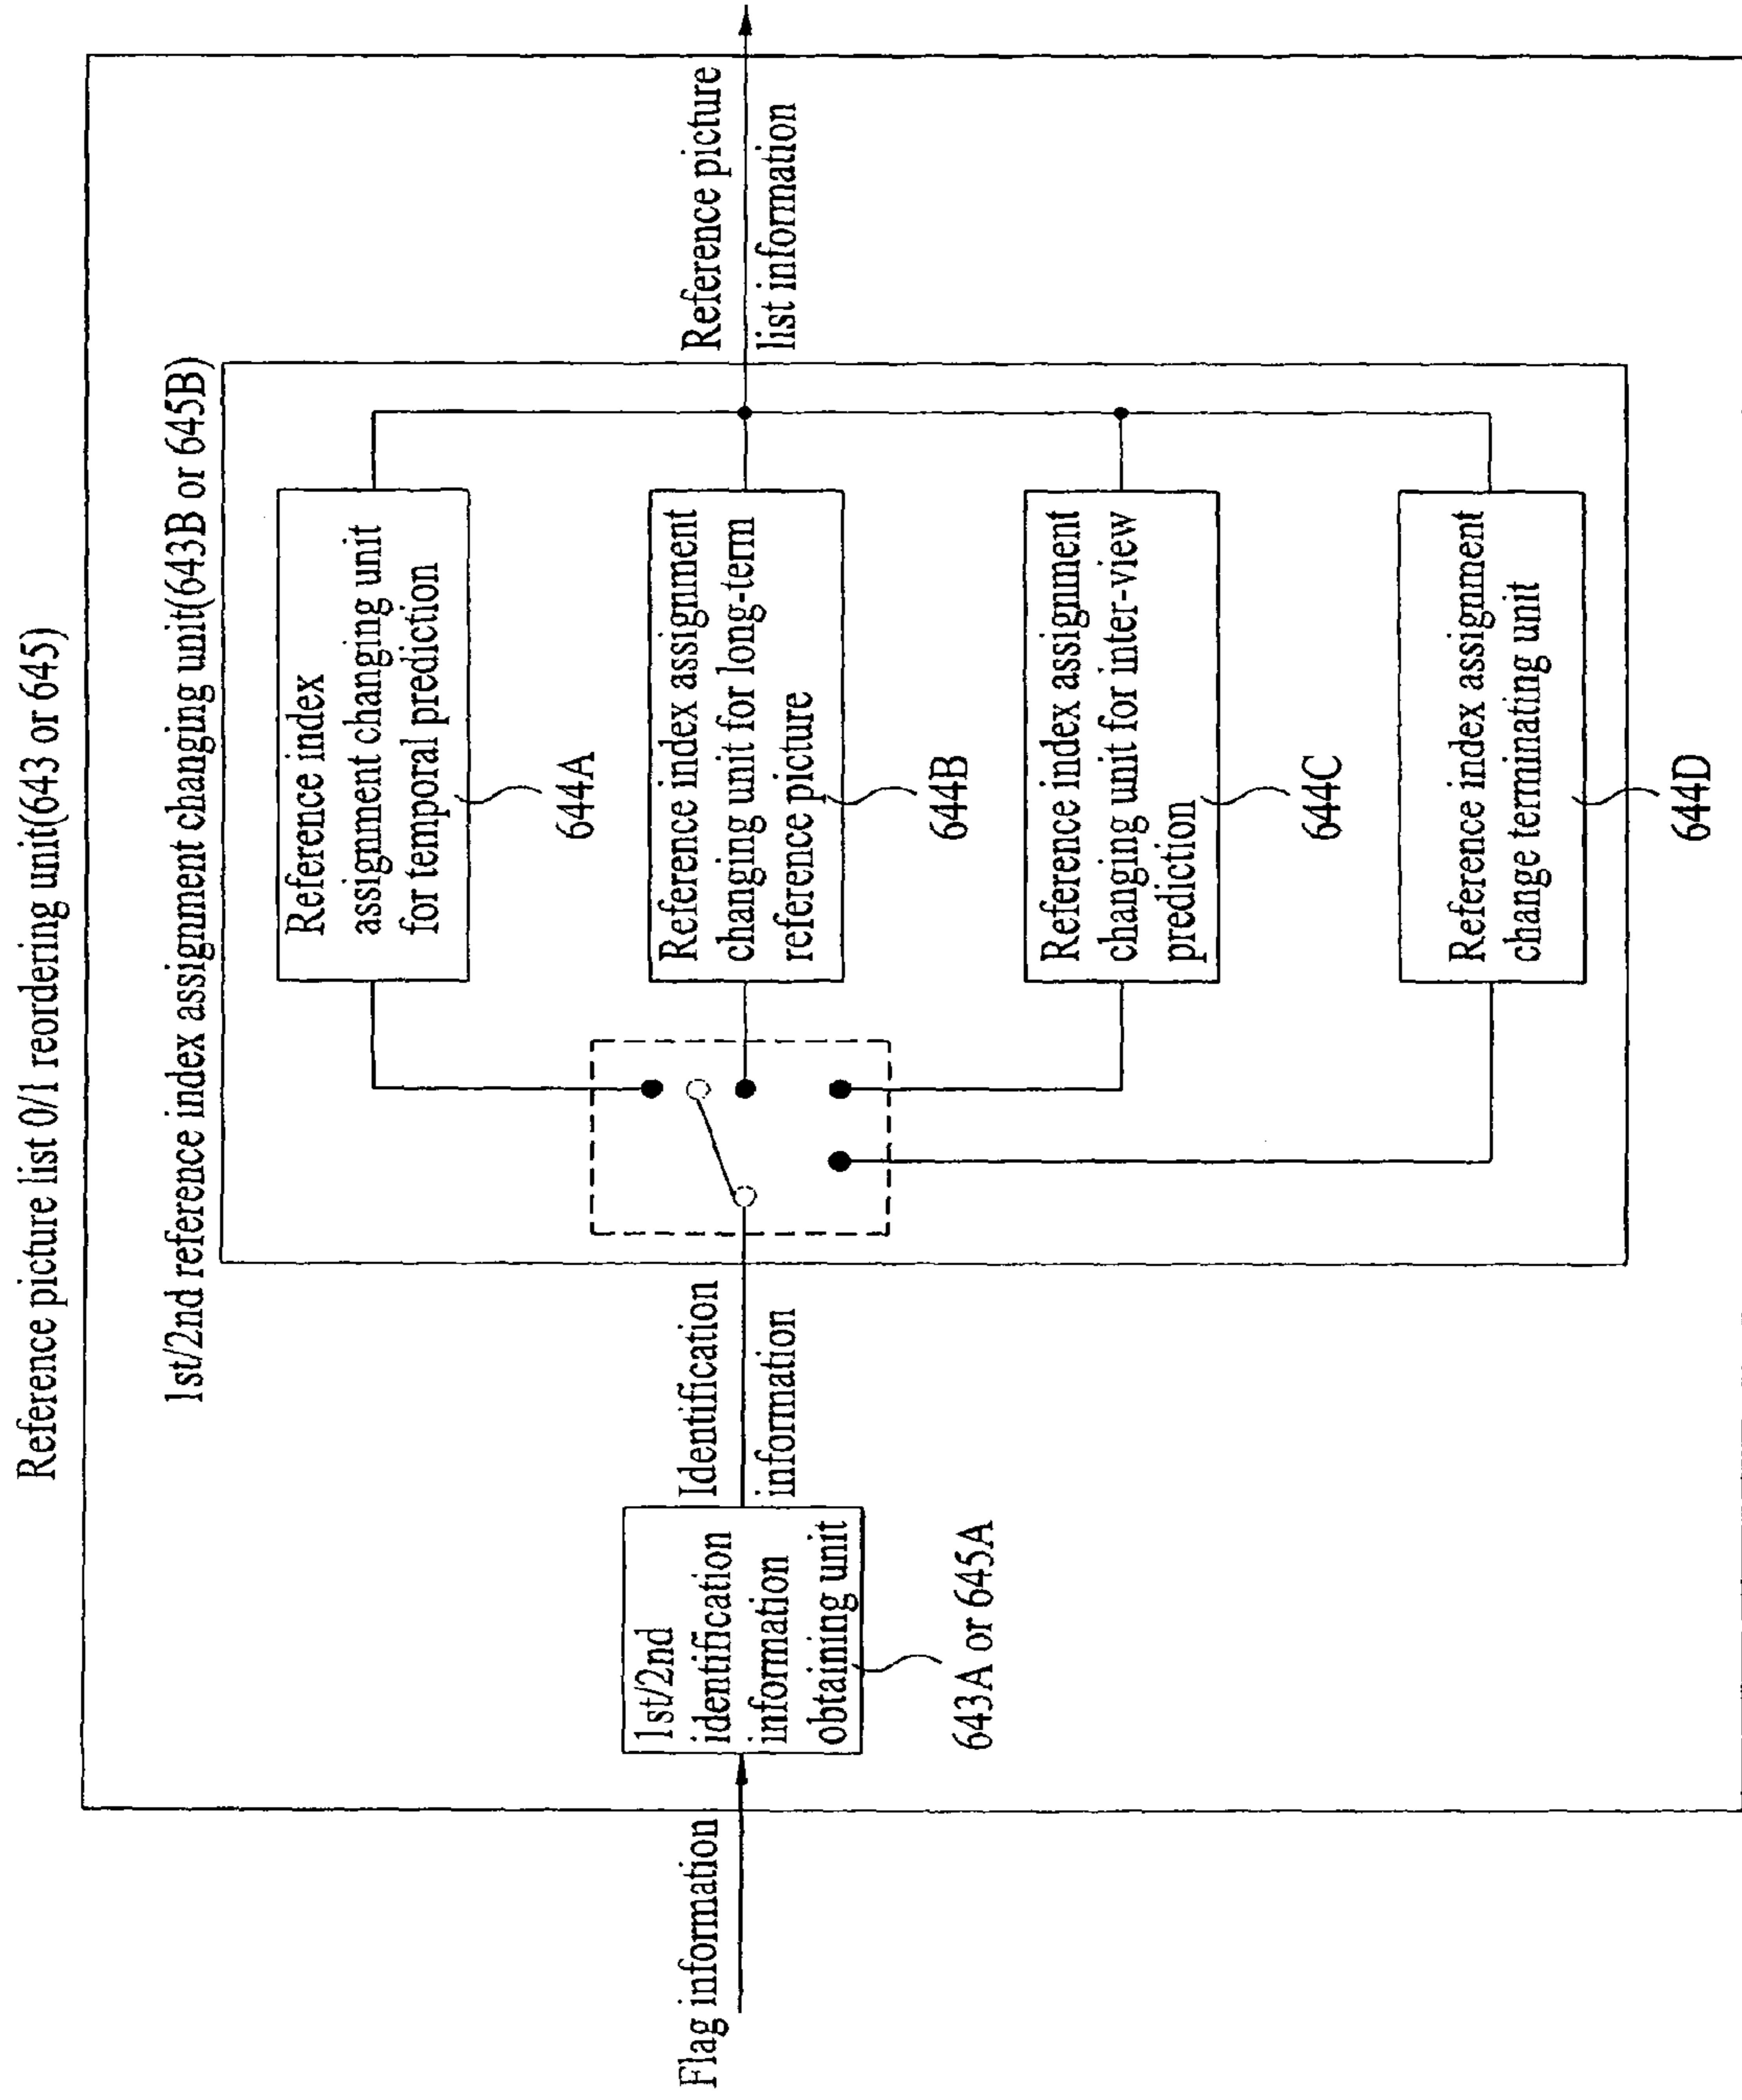 Reference picture list 0/1 reordering unit(643 or 645)
1st/2nd reference index assignment changing unit(643B or 645B)
Flag information
1st/2nd
identification
information
obtaining unit
643A or 645A
Identification
information
Reference index
assignment changing unit
for temporal prediction
644A
Reference index assignment
changing unit for long-term
reference picture
644B
Reference index assignment
changing unit for inter-view
prediction
644C
Reference index assignment
change terminating unit
644D
Reference picture
list information